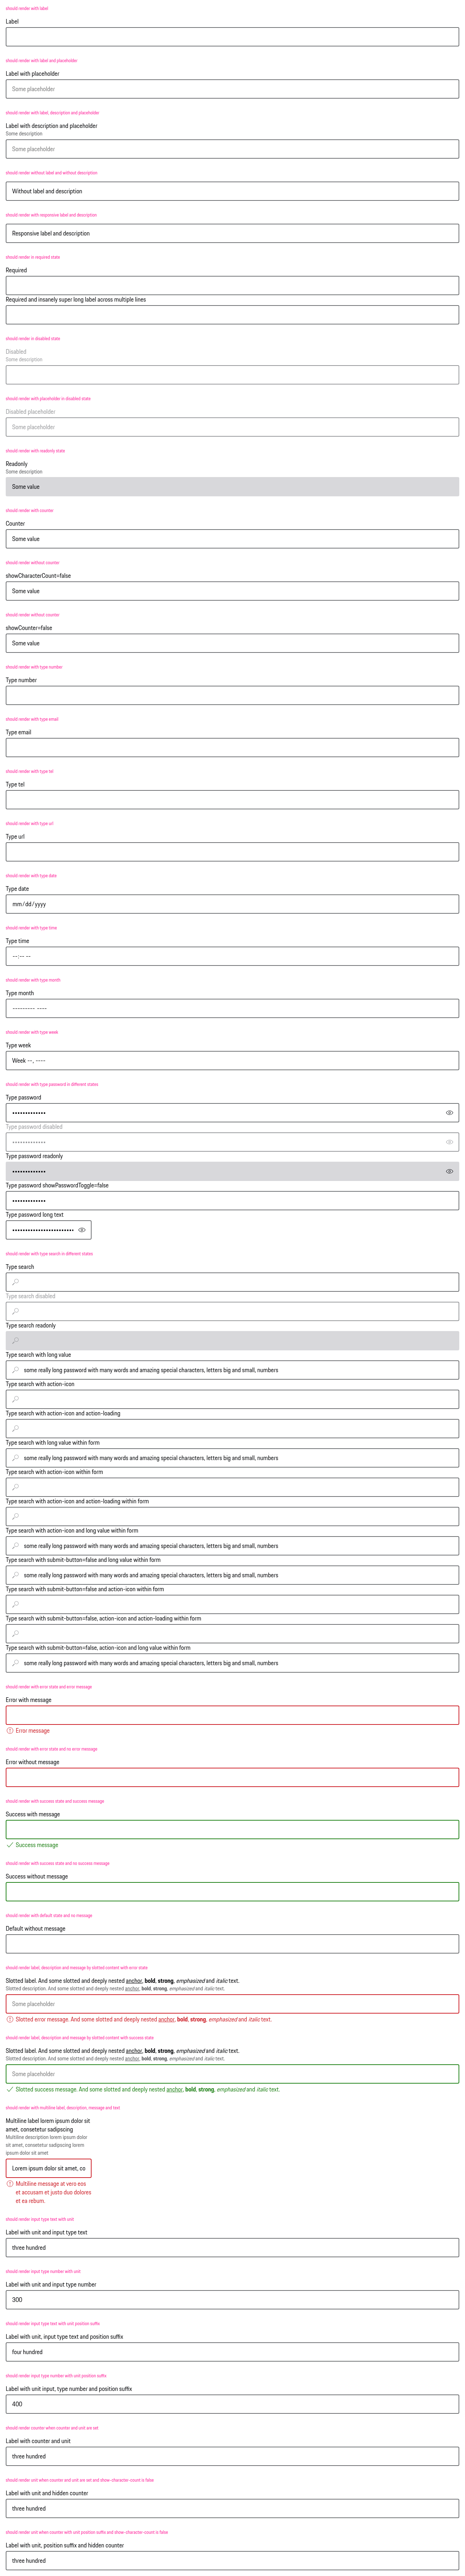 should render with label
Label
should render with label and placeholder
Label with placeholder
Some placeholder
should render with label, description and placeholder
Label with description and placeholder
Some description
Some placeholder
should render without label and without description
Without label and description
should render with responsive label and description
Responsive label and description
should render in required state
Required
Required and insanely super long label across multiple lines
should render in disabled state
Disabled
Some description
should render with placeholder in disabled state
Disabled placeholder
Some placeholder
should render with readonly state
Readonly
Some description
Some value
should render with counter
Counter
Some value
should render without counter
showCharacterCount=false
Some value
should render without counter
showCounter=false
Some value
should render with type number
Type number
should render with type email
Type email
should render with type tel
Type tel
should render with type url
Type url
should render with type date
Type date
mm/dd/yyyy
should render with type time
Type time
--:-- --
should render with type month
Type month
--------- ----
should render with type week
Type week
Week --, ----
should render with type password in different states
Type password
•••••••••••••
Type password disabled
•••••••••••••
Type password readonly
•••••••••••••
Type password showPasswordToggle=false
•••••••••••••
Type password long text
••••••••••••••••••••••••
should render with type search in different states
Type search
Type search disabled
Type search readonly
Type search with long value
some really long password with many words and amazing special characters, letters big and small, numbers
Type search with action-icon
Type search with action-icon and action-loading
Type search with long value within form
some really long password with many words and amazing special characters, letters big and small, numbers
Type search with action-icon within form
Type search with action-icon and action-loading within form
Type search with action-icon and long value within form
some really long password with many words and amazing special characters, letters big and small, numbers
Type search with submit-button=false and long value within form
some really long password with many words and amazing special characters, letters big and small, numbers
Type search with submit-button=false and action-icon within form
Type search with submit-button=false, action-icon and action-loading within form
Type search with submit-button=false, action-icon and long value within form
some really long password with many words and amazing special characters, letters big and small, numbers
should render with error state and error message
Error with message
Error message
should render with error state and no error message
Error without message
should render with success state and success message
Success with message
Success message
should render with success state and no success message
Success without message
should render with default state and no message
Default without message
should render label, description and message by slotted content with error state
Slotted label. And some slotted and deeply nested anchor, bold, strong, emphasized and italic text.
Slotted description. And some slotted and deeply nested anchor, bold, strong, emphasized and italic text.
Some placeholder
Slotted error message. And some slotted and deeply nested anchor, bold, strong, emphasized and italic text.
should render label, description and message by slotted content with success state
Slotted label. And some slotted and deeply nested anchor, bold, strong, emphasized and italic text.
Slotted description. And some slotted and deeply nested anchor, bold, strong, emphasized and italic text.
Some placeholder
Slotted success message. And some slotted and deeply nested anchor, bold, strong, emphasized and italic text.
should render with multiline label, description, message and text
Multiline label lorem ipsum dolor sit
amet, consetetur sadipscing
Multiline description lorem ipsum dolor
sit amet, consetetur sadipscing lorem
ipsum dolor sit amet
Lorem ipsum dolor sit amet, co
Multiline message at vero eos
et accusam et justo duo dolores
et ea rebum.
should render input type text with unit
Label with unit and input type text
three hundred
should render input type number with unit
Label with unit and input type number
300
should render input type text with unit position suffix
Label with unit, input type text and position suffix
four hundred
should render input type number with unit position suffix
Label with unit input, type number and position suffix
400
should render counter when counter and unit are set
Label with counter and unit
three hundred
should render unit when counter and unit are set and show-character-count is false
Label with unit and hidden counter
three hundred
should render unit when counter with unit position suffix and show-character-count is false
Label with unit, position suffix and hidden counter
three hundred